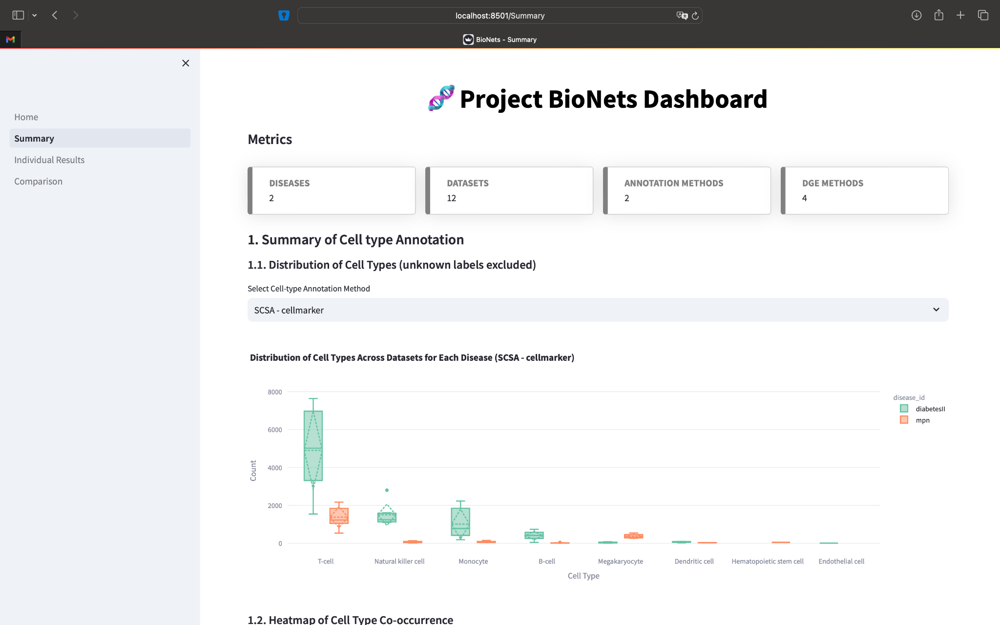 localhost:8501/Summary
BioNets - Summary
Home
Summary
Individual Results
Comparison
Project BioNets Dashboard
Metrics
DISEASES
2
DATASETS
12
ANNOTATION METHODS
2
DGE METHODS
4
1. Summary of Cell type Annotation
1.1. Distribution of Cell Types (unknown labels excluded)
Select Cell-type Annotation Method
SCSA - cellmarker
Distribution of Cell Types Across Datasets for Each Disease (SCSA - cellmarker)
8000
6000
4000
2000
0
Count
T-cell
Natural killer cell
Monocyte
B-cell
Megakaryocyte
Dendritic cell
Hematopoietic stem cell
Endothelial cell
Cell Type
disease_id
diabetesII
mpn
1.2. Heatmap of Cell Type Co-occurrence